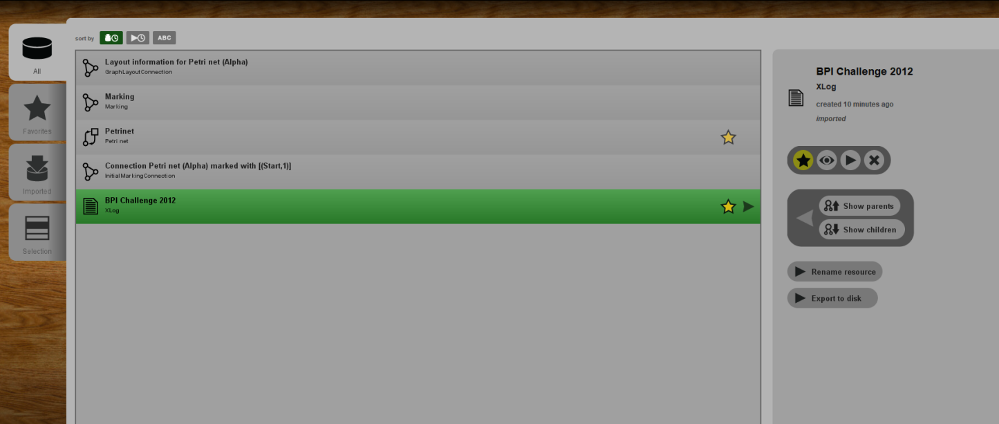 sort by ABC
All
Favorites
Imported
Selection
Layout information for Petri net (Alpha)
GraphLayoutConnection
Marking
Marking
Petrinet
Petri net
Connection Petri net (Alpha) marked with [(Start,1)]
InitialMarkingConnection
BPI Challenge 2012
XLog
BPI Challenge 2012
XLog
created 10 minutes ago
imported
Show parents
Show children
Rename resource
Export to disk